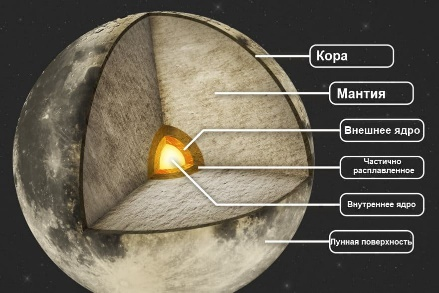 Кора
Мантия
Внешнее ядро
Частично
расплавленное
Внутреннее ядро
Лунная поверхность